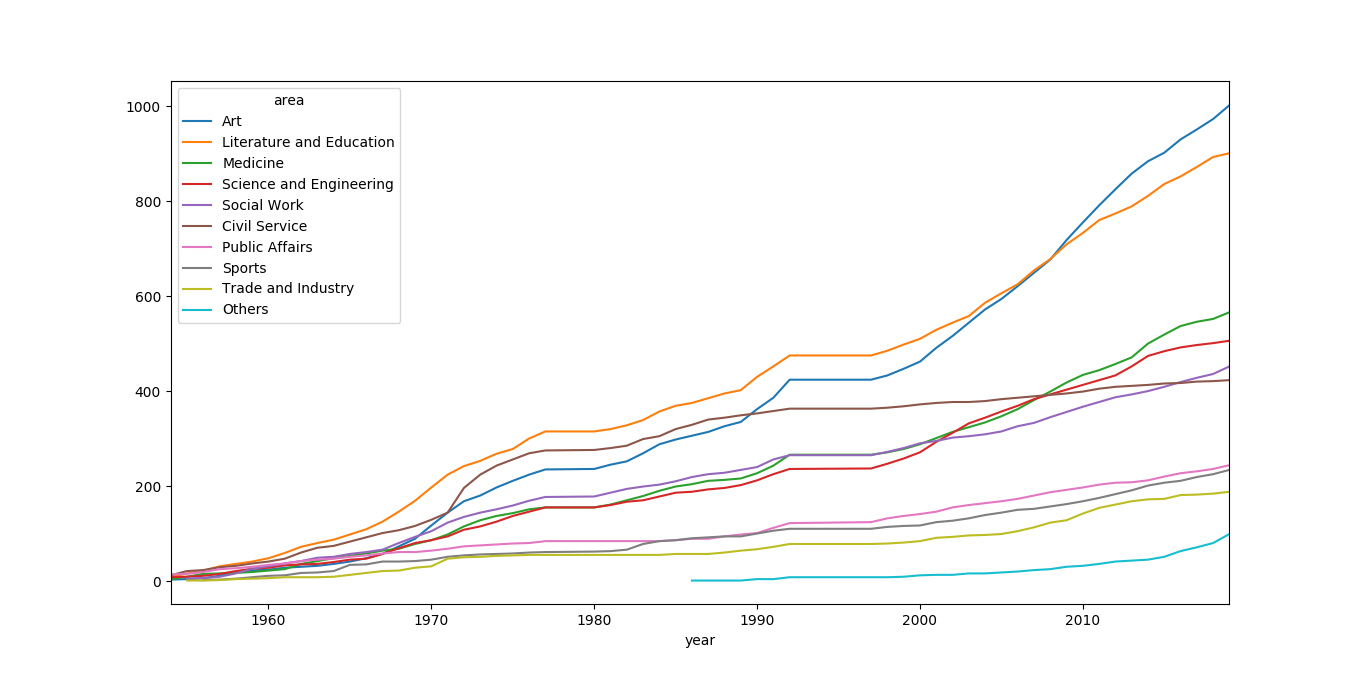 1000
800
600
400
200
0
area
Art
Literature and Education
Medicine
Science and Engineering
Social Work
Civil Service
Public Affairs
Sports
Trade and Industry
Others
1960 1970 1980 1990 2000 2010
year